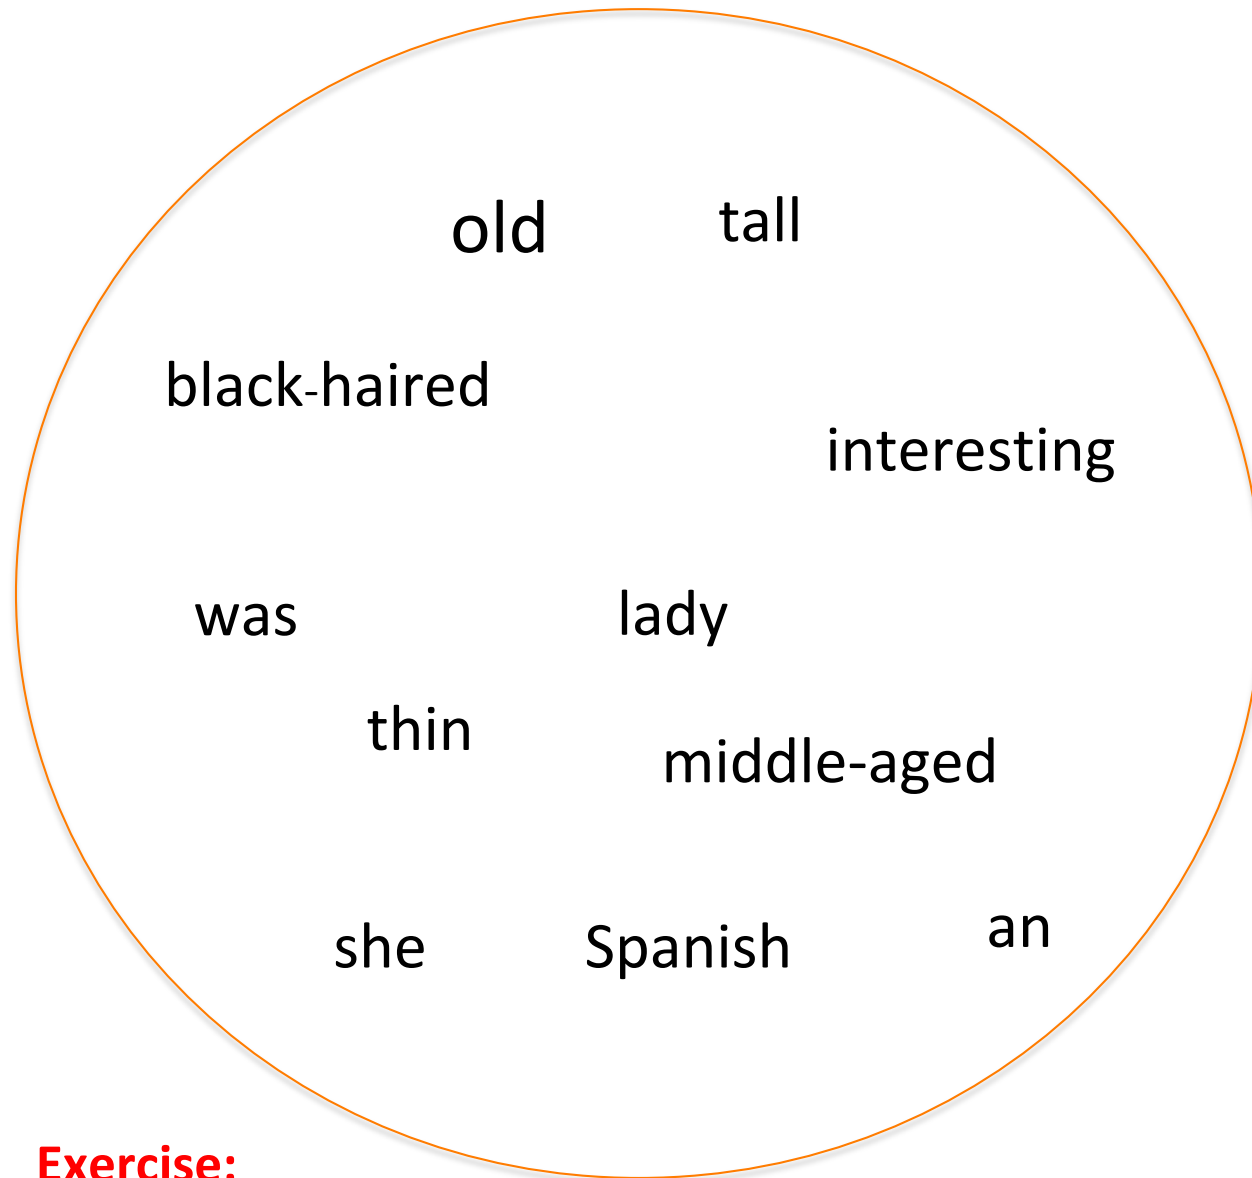 old tall
black-haired
interesting
was lady
thin
middle-aged
she Spanish an
Exercise: